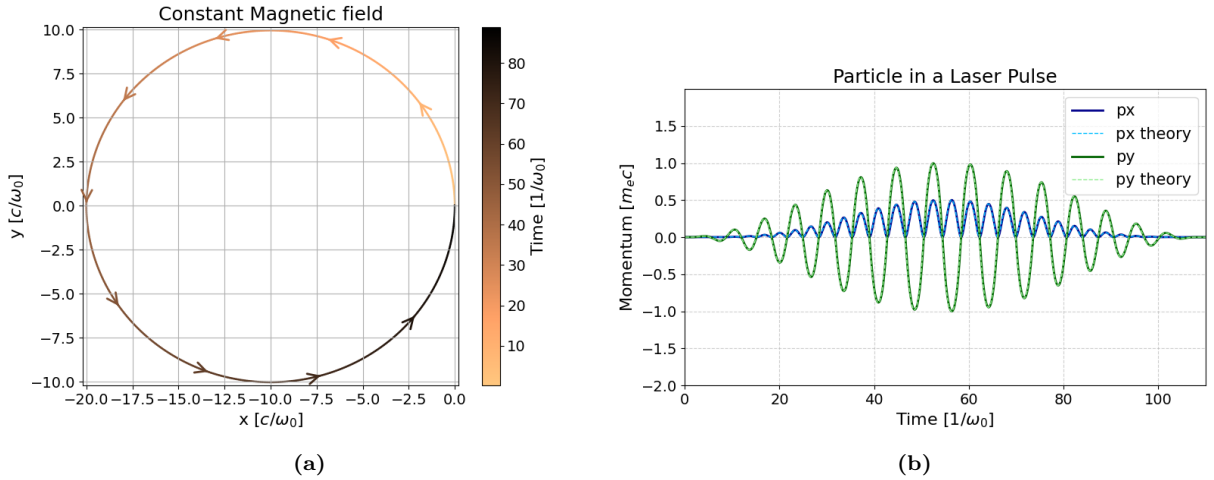 Constant Magnetic field
10.0
7.5
5.0
2.5
0.0
−2.5
−5.0
−7.5
−10.0
y [c/ω₀]
−20.0 −17.5 −15.0 −12.5 −10.0 −7.5 −5.0 −2.5 0.0
x [c/ω₀]
80
70
60
50
40
30
20
10
Time [1/ω₀]
(a)
Particle in a Laser Pulse
px
px theory
py
py theory
1.5
1.0
0.5
0.0
−0.5
−1.0
−1.5
−2.0
Momentum [mₑc]
0 20 40 60 80 100
Time [1/ω₀]
(b)